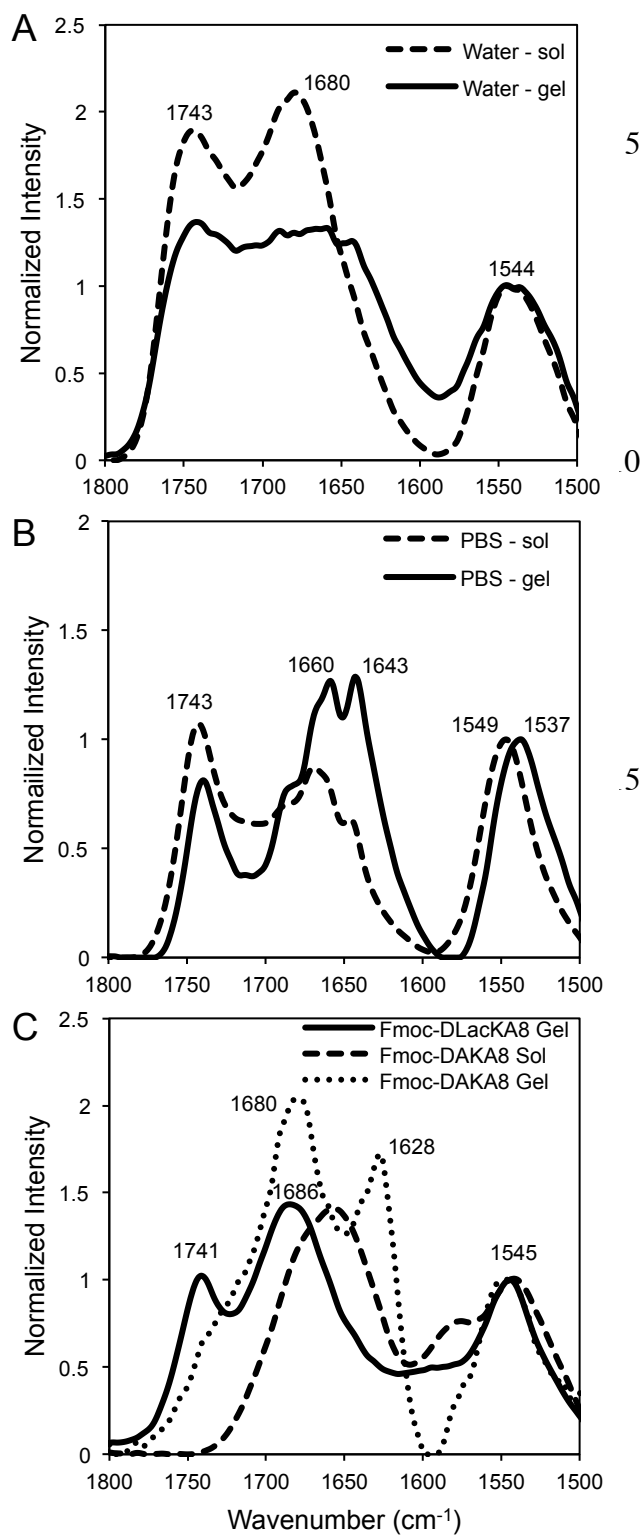 A
2.5
2
1.5
1
0.5
0
Normalized Intensity
Water - sol
Water - gel
1743
1680
1544
1800 1750 1700 1650 1600 1550 1500
5
.0
B
2
1.5
1
0.5
0
Normailized Intensity
PBS - sol
PBS - gel
1743
1660
1643
1549
1537
1800 1750 1700 1650 1600 1550 1500
.5
C
2.5
2
1.5
1
0.5
0
Normalized Intensity
Fmoc-DLacKA8 Gel
Fmoc-DAKA8 Sol
Fmoc-DAKA8 Gel
1741
1680
1686
1628
1545
1800 1750 1700 1650 1600 1550 1500
Wavenumber (cm-1)